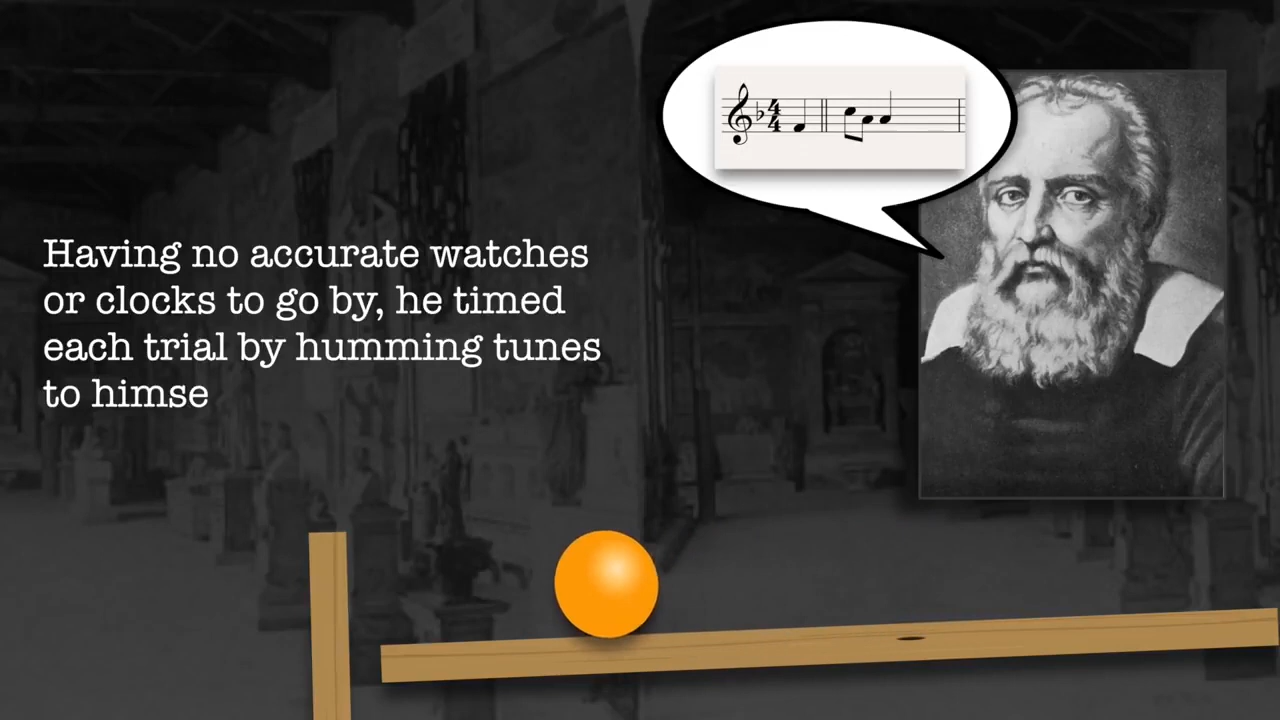 Having no accurate watches
or clocks to go by, he timed
each trial by humming tunes
to himse